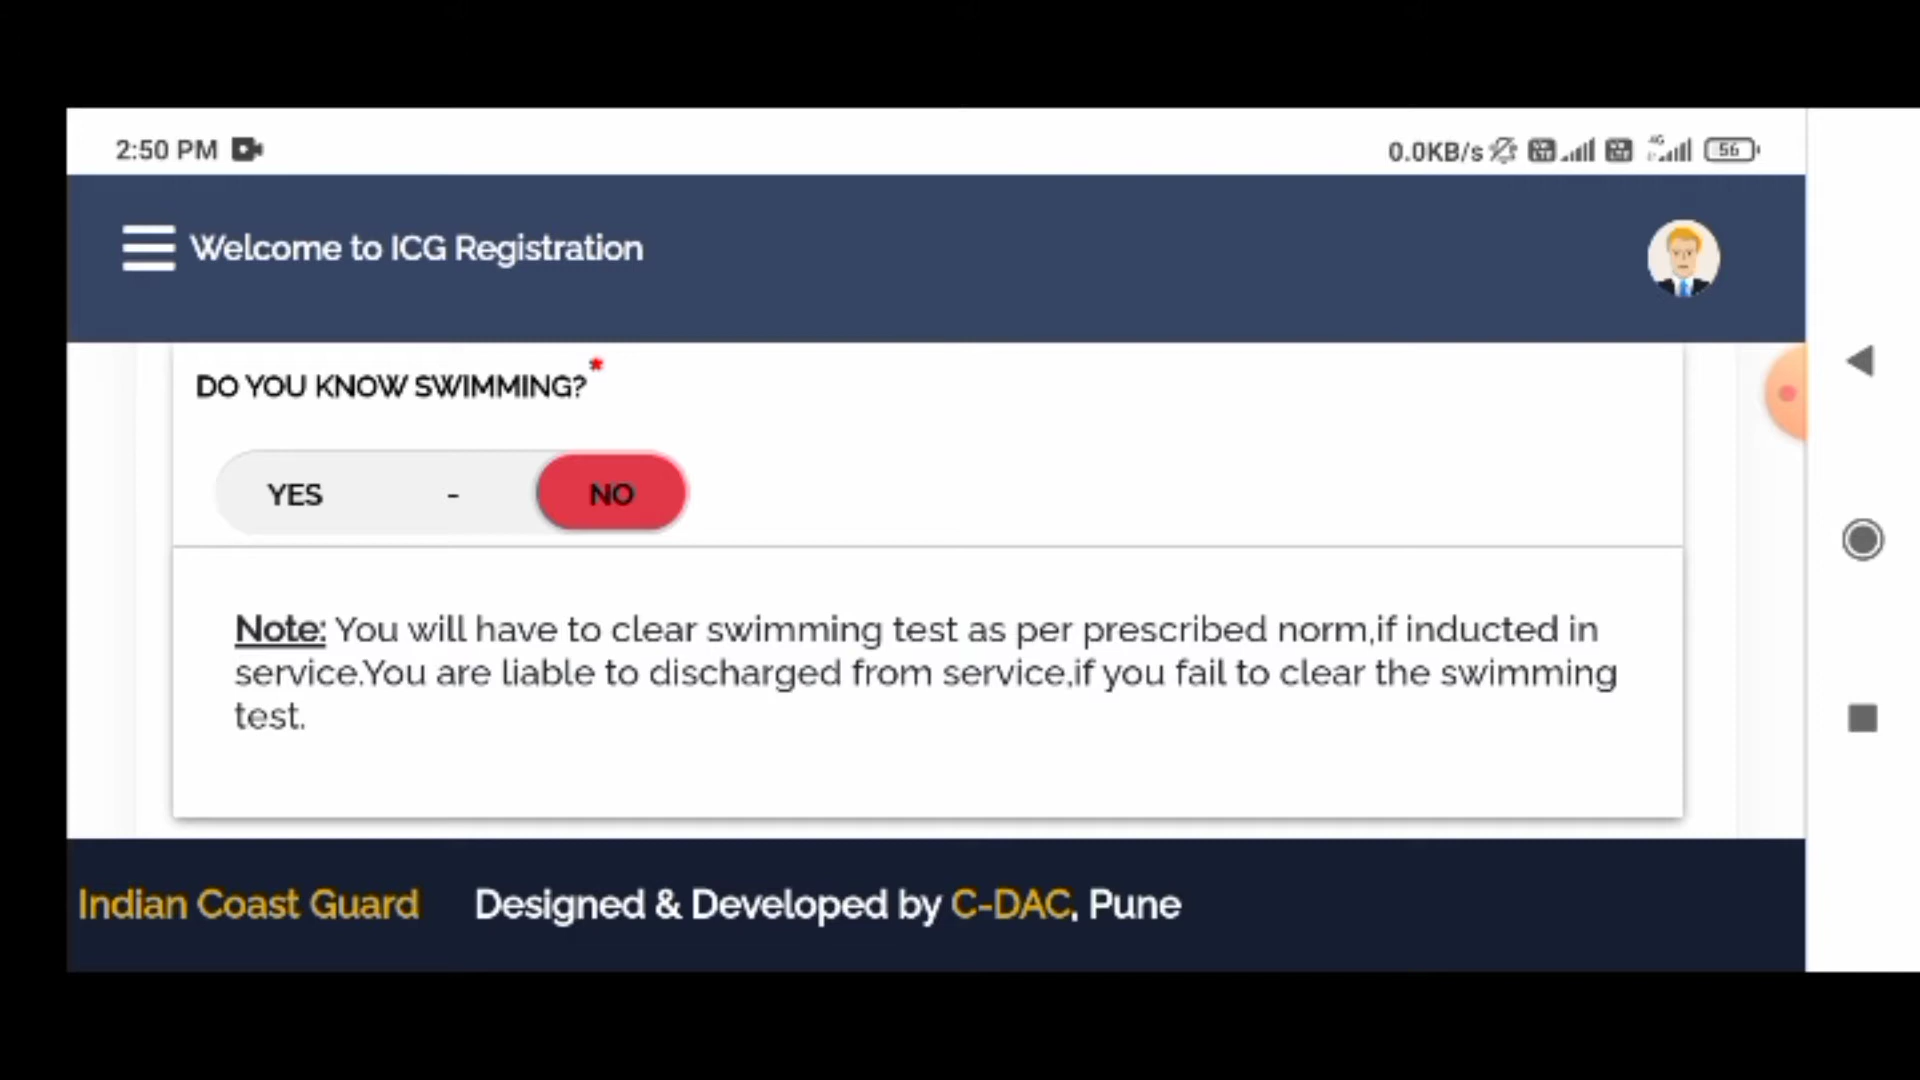 2:50 PM 0.0KB/s 4G 56
Welcome to ICG Registration
DO YOU KNOW SWIMMING?*
YES - NO
Note: You will have to clear swimming test as per prescribed norm,if inducted in
service.You are liable to discharged from service,if you fail to clear the swimming
test.
Indian Coast Guard Designed & Developed by C-DAC, Pune